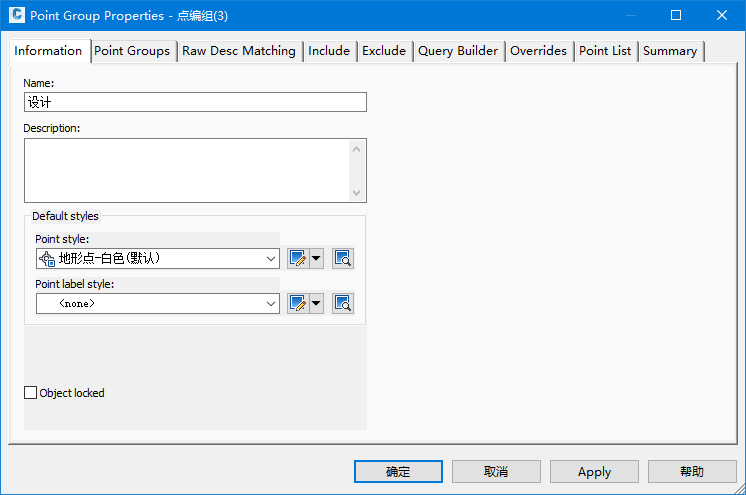 Point Group Properties - 点编组(3)
Information Point Groups Raw Desc Matching Include Exclude Query Builder Overrides Point List Summary
Name:
设计
Description:
Default styles
Point style:
地形点-白色(默认)
Point label style:
<none>
Object locked
确定 取消 Apply 帮助